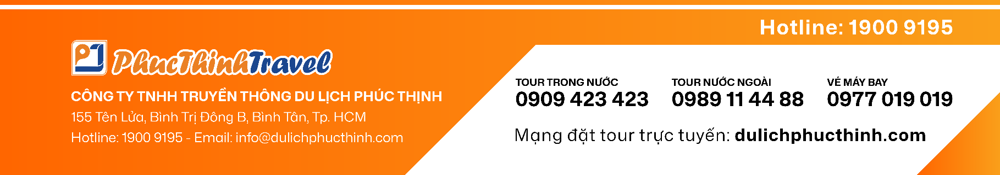 Hotline: 1900 9195
PhucThinhTravel
CÔNG TY TNHH TRUYỀN THÔNG DU LỊCH PHÚC THỊNH
155 Tên Lửa, Bình Trị Đông B, Bình Tân, Tp. HCM
Hotline: 1900 9195 - Email: info@dulichphucthinh.com
TOUR TRONG NƯỚC
0909 423 423
TOUR NƯỚC NGOÀI
0989 11 44 88
VÉ MÁY BAY
0977 019 019
Mạng đặt tour trực tuyến: dulichphucthinh.com